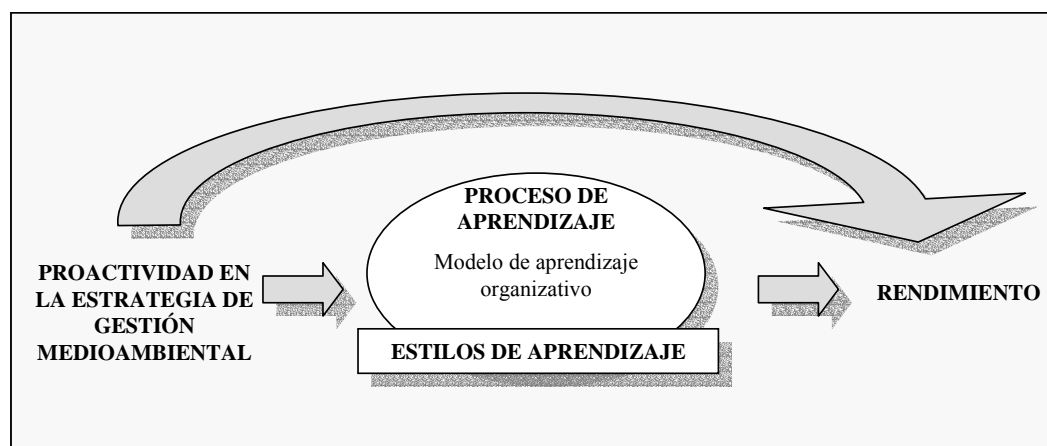 PROCESO DE
APRENDIZAJE
Modelo de aprendizaje
organizativo
PROACTIVIDAD EN
LA ESTRATEGIA DE
GESTIÓN
MEDIOAMBIENTAL
RENDIMIENTO
ESTILOS DE APRENDIZAJE